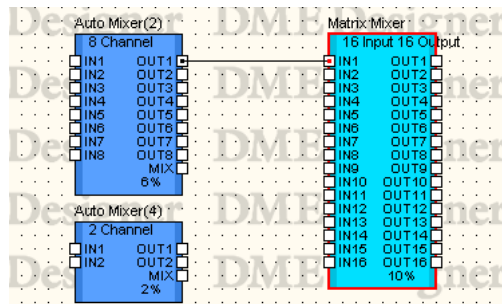 Auto Mixer(2)
8 Channel
IN1 OUT1
IN2 OUT2
IN3 OUT3
IN4 OUT4
IN5 OUT5
IN6 OUT6
IN7 OUT7
IN8 OUT8
MIX
6%
Auto Mixer(4)
2 Channel
IN1 OUT1
IN2 OUT2
MIX
2%
Matrix Mixer
16 Input 16 Output
IN1 OUT1
IN2 OUT2
IN3 OUT3
IN4 OUT4
IN5 OUT5
IN6 OUT6
IN7 OUT7
IN8 OUT8
IN9 OUT9
IN10 OUT10
IN11 OUT11
IN12 OUT12
IN13 OUT13
IN14 OUT14
IN15 OUT15
IN16 OUT16
10%